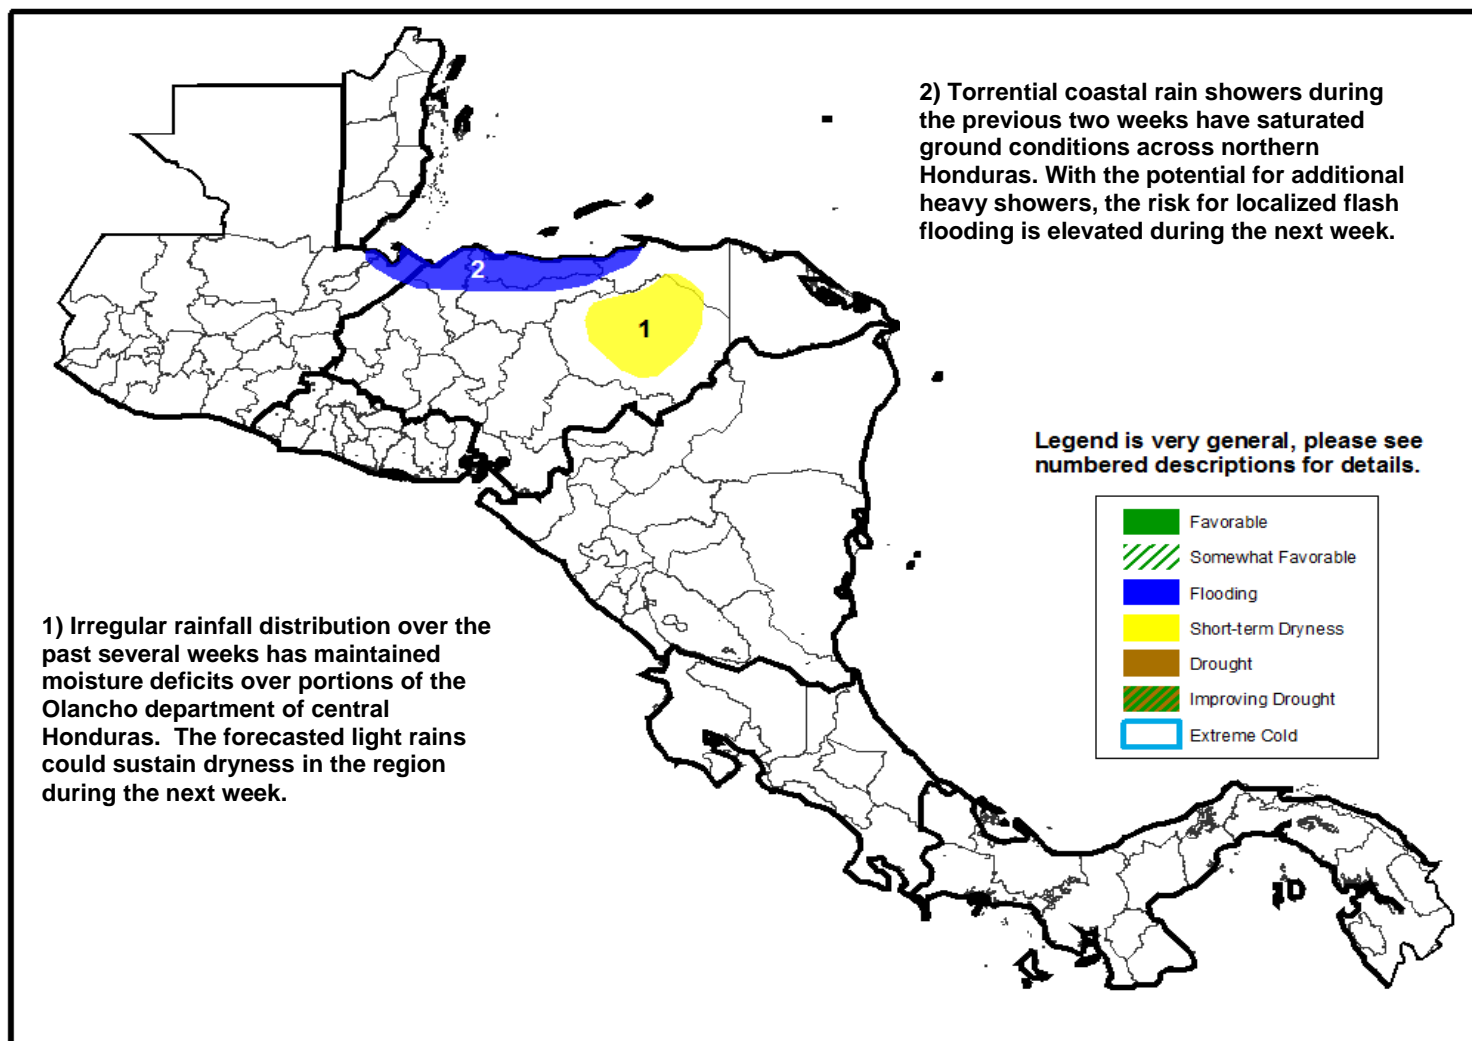 2) Torrential coastal rain showers during
the previous two weeks have saturated
ground conditions across northern
Honduras. With the potential for additional
heavy showers, the risk for localized flash
flooding is elevated during the next week.
2
1
Legend is very general, please see
numbered descriptions for details.
Favorable
Somewhat Favorable
Flooding
Short-term Dryness
Drought
Improving Drought
Extreme Cold
1) Irregular rainfall distribution over the
past several weeks has maintained
moisture deficits over portions of the
Olancho department of central
Honduras.  The forecasted light rains
could sustain dryness in the region
during the next week.